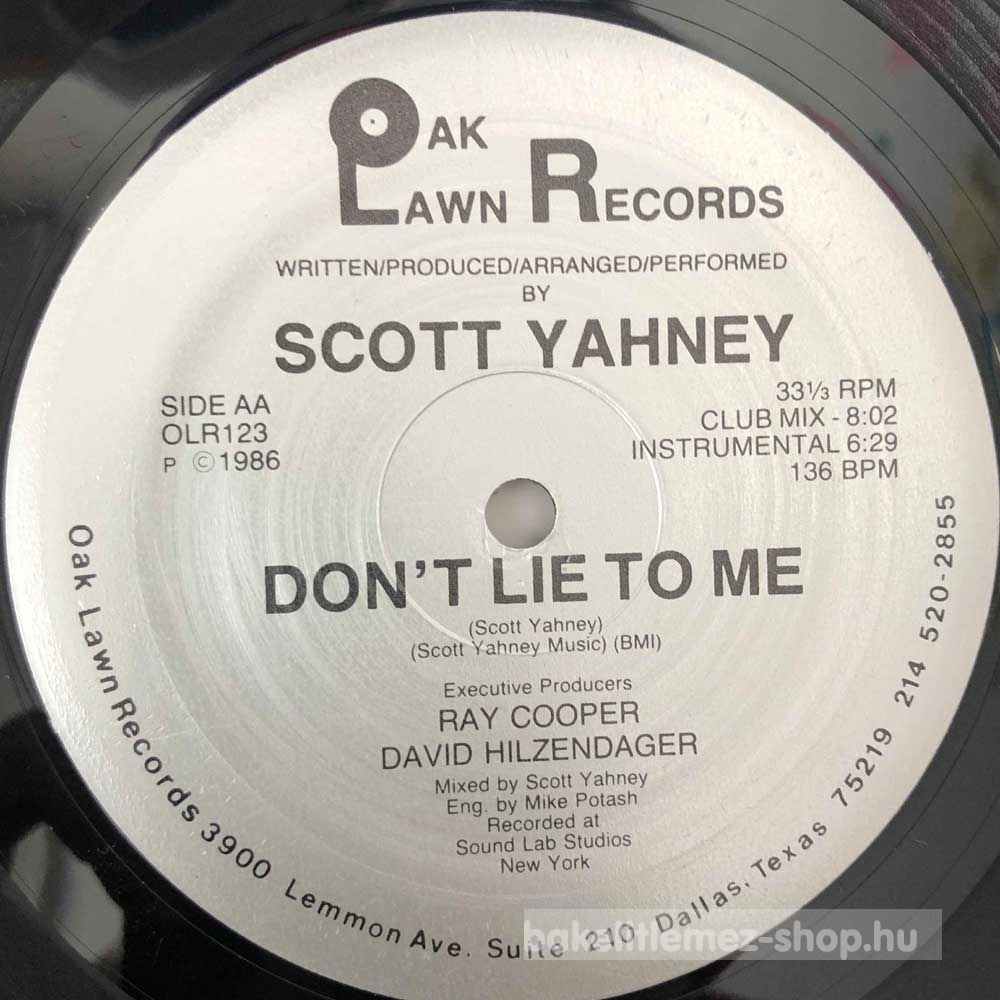 OAK
LAWN RECORDS
WRITTEN/PRODUCED/ARRANGED/PERFORMED
BY
SCOTT YAHNEY
SIDE AA
OLR123
P ©1986
33⅓ RPM
CLUB MIX - 8:02
INSTRUMENTAL 6:29
136 BPM
DON'T LIE TO ME
(Scott Yahney)
(Scott Yahney Music) (BMI)
Executive Producers
RAY COOPER
DAVID HILZENDAGER
Mixed by Scott Yahney
Eng. by Mike Potash
Recorded at
Sound Lab Studios
New York
Oak Lawn Records 3900 Lemmon Ave. Suite 210 Dallas, Texas 75219 214 520-2855
bakelitlemez-shop.hu